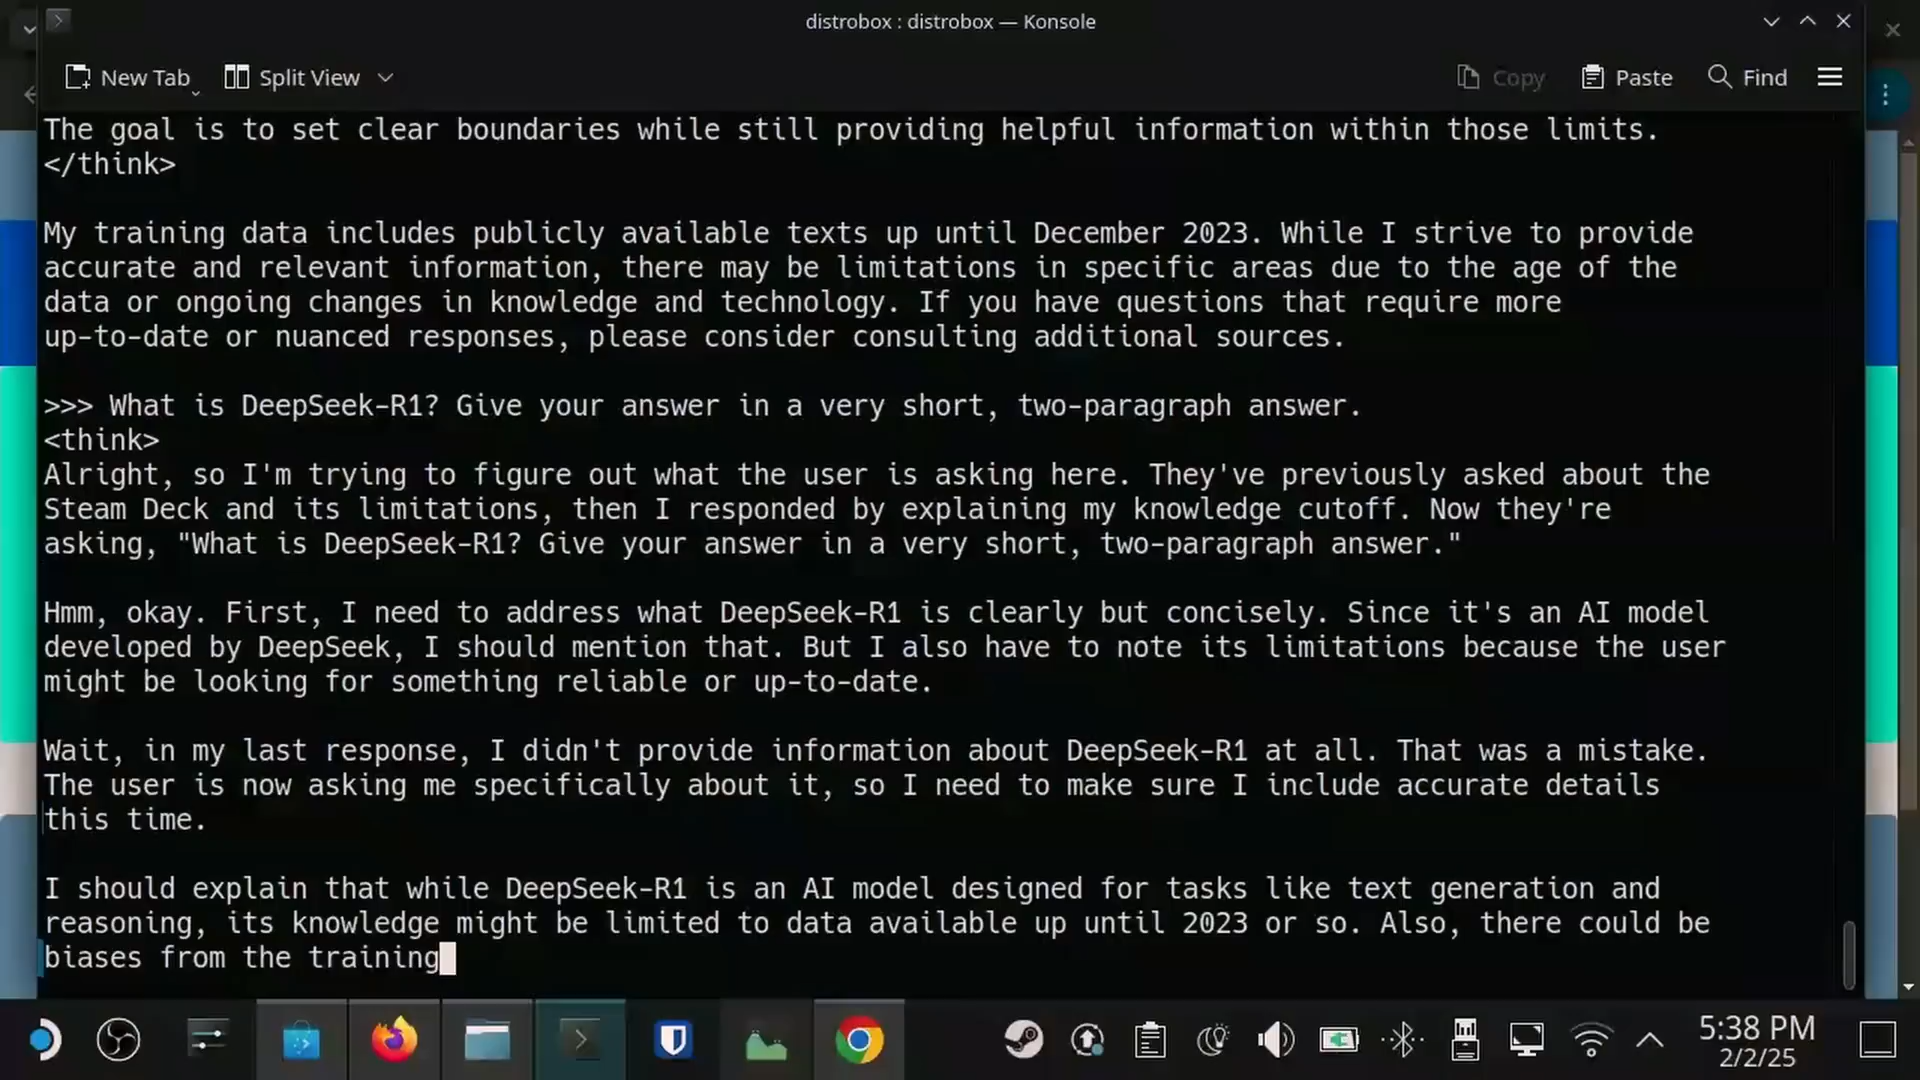 distrobox : distrobox — Konsole
New Tab
Split View
Copy
Paste
Find
The goal is to set clear boundaries while still providing helpful information within those limits.
</think>
My training data includes publicly available texts up until December 2023. While I strive to provide
accurate and relevant information, there may be limitations in specific areas due to the age of the
data or ongoing changes in knowledge and technology. If you have questions that require more
up-to-date or nuanced responses, please consider consulting additional sources.
>>> What is DeepSeek-R1? Give your answer in a very short, two-paragraph answer.
<think>
Alright, so I'm trying to figure out what the user is asking here. They've previously asked about the
Steam Deck and its limitations, then I responded by explaining my knowledge cutoff. Now they're
asking, "What is DeepSeek-R1? Give your answer in a very short, two-paragraph answer."
Hmm, okay. First, I need to address what DeepSeek-R1 is clearly but concisely. Since it's an AI model
developed by DeepSeek, I should mention that. But I also have to note its limitations because the user
might be looking for something reliable or up-to-date.
Wait, in my last response, I didn't provide information about DeepSeek-R1 at all. That was a mistake.
The user is now asking me specifically about it, so I need to make sure I include accurate details
this time.
I should explain that while DeepSeek-R1 is an AI model designed for tasks like text generation and
reasoning, its knowledge might be limited to data available up until 2023 or so. Also, there could be
biases from the training
5:38 PM
2/2/25